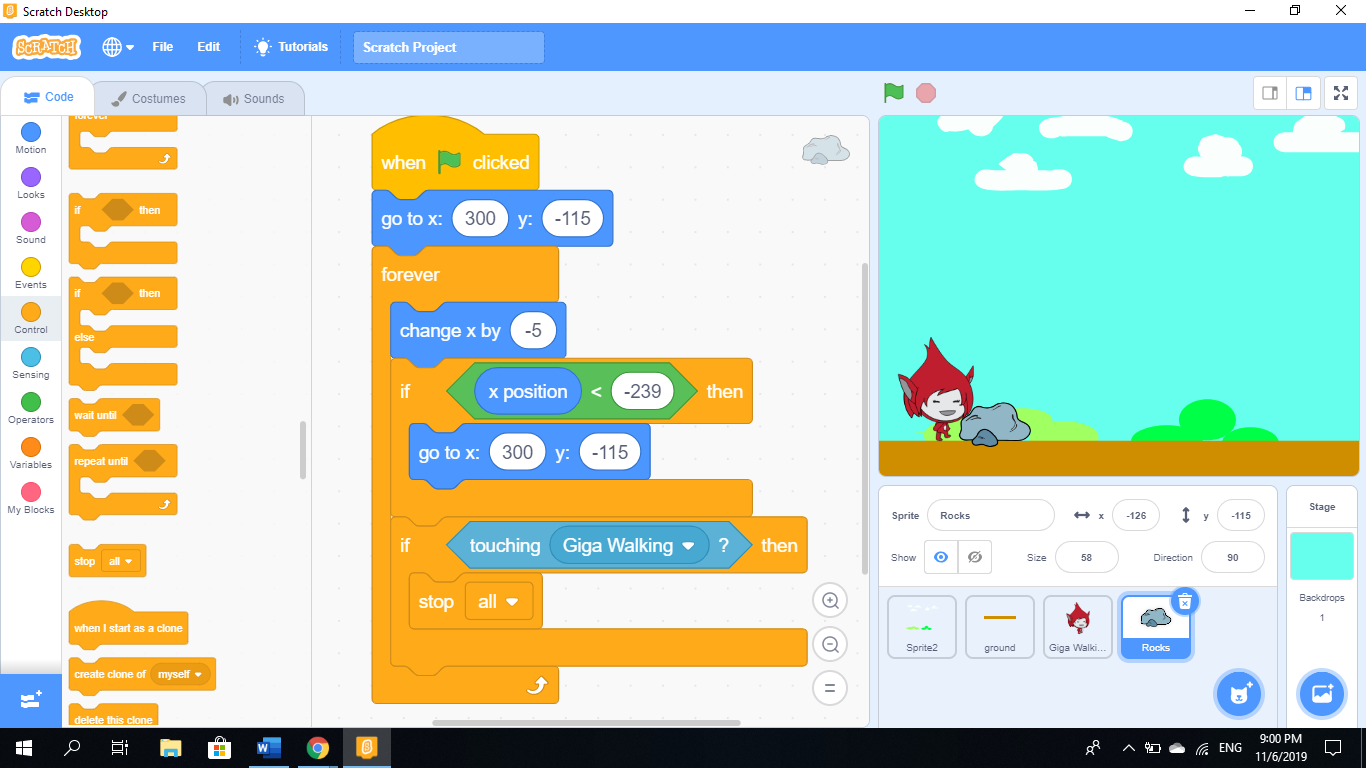 Scratch Desktop
SCRATCH
File
Edit
Tutorials
Scratch Project
Code
Costumes
Sounds
Motion
Looks
Sound
Events
Control
Sensing
Operators
Variables
My Blocks
forever
if then
if then
else
wait until
repeat until
stop all
when I start as a clone
create clone of myself
delete this clone
when clicked
go to x: 300 y: -115
forever
change x by -5
if x position < -239 then
go to x: 300 y: -115
if touching Giga Walking ? then
stop all
Sprite Rocks x -126 y -115
Show Size 58 Direction 90
Sprite2
ground
Giga Walki...
Rocks
Stage
Backdrops
1
ENG
9:00 PM
11/6/2019